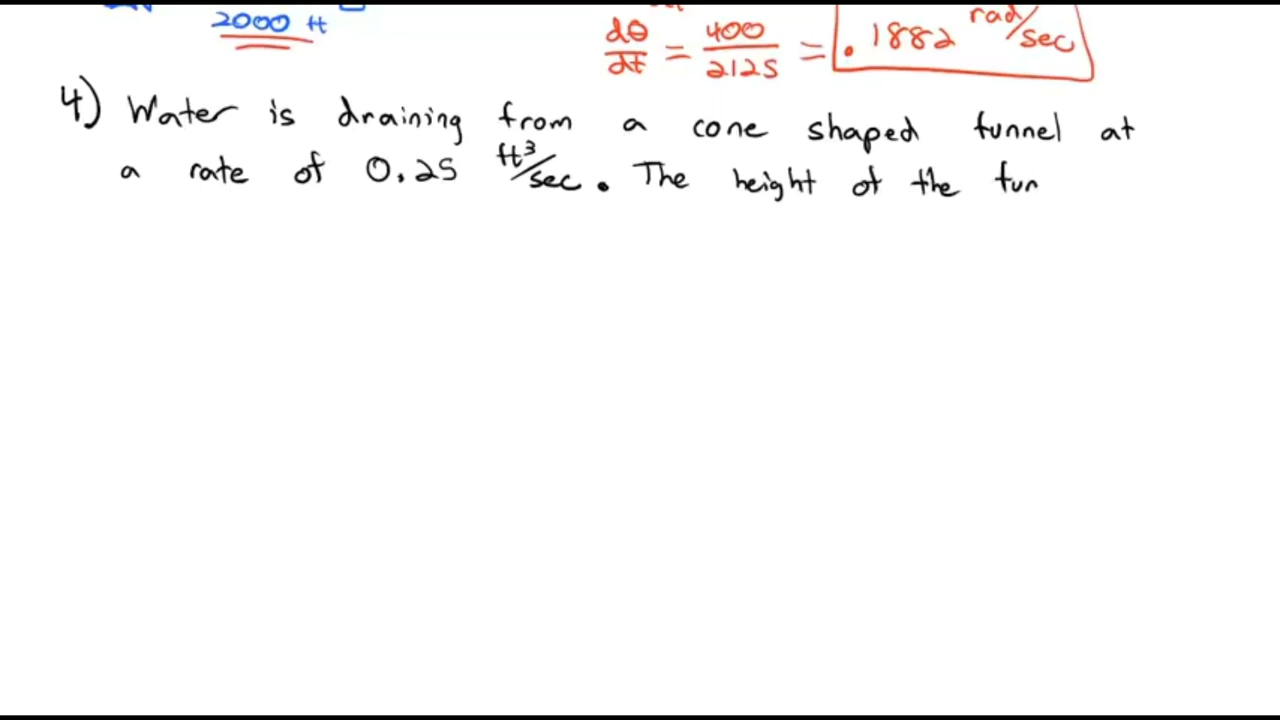 2000 ft
dθ/dt = 400/2125 = .1882 rad/sec
4) Water is draining from a cone shaped funnel at
a rate of 0.25 ft³/sec. The height of the fun